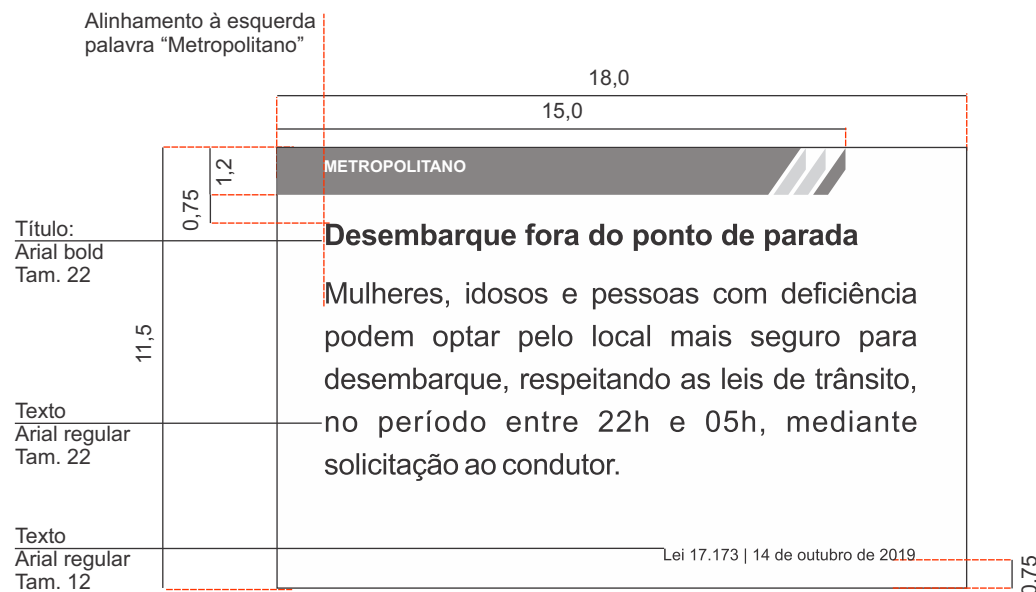 Alinhamento à esquerda
palavra “Metropolitano”
18,0
15,0
1,2
0,75
METROPOLITANO
Título:
Arial bold
Tam. 22
Desembarque fora do ponto de parada
Mulheres, idosos e pessoas com deficiência
podem optar pelo local mais seguro para
desembarque, respeitando as leis de trânsito,
no período entre 22h e 05h, mediante
solicitação ao condutor.
11,5
Texto
Arial regular
Tam. 22
Texto
Arial regular
Tam. 12
Lei 17.173 | 14 de outubro de 2019
0,75